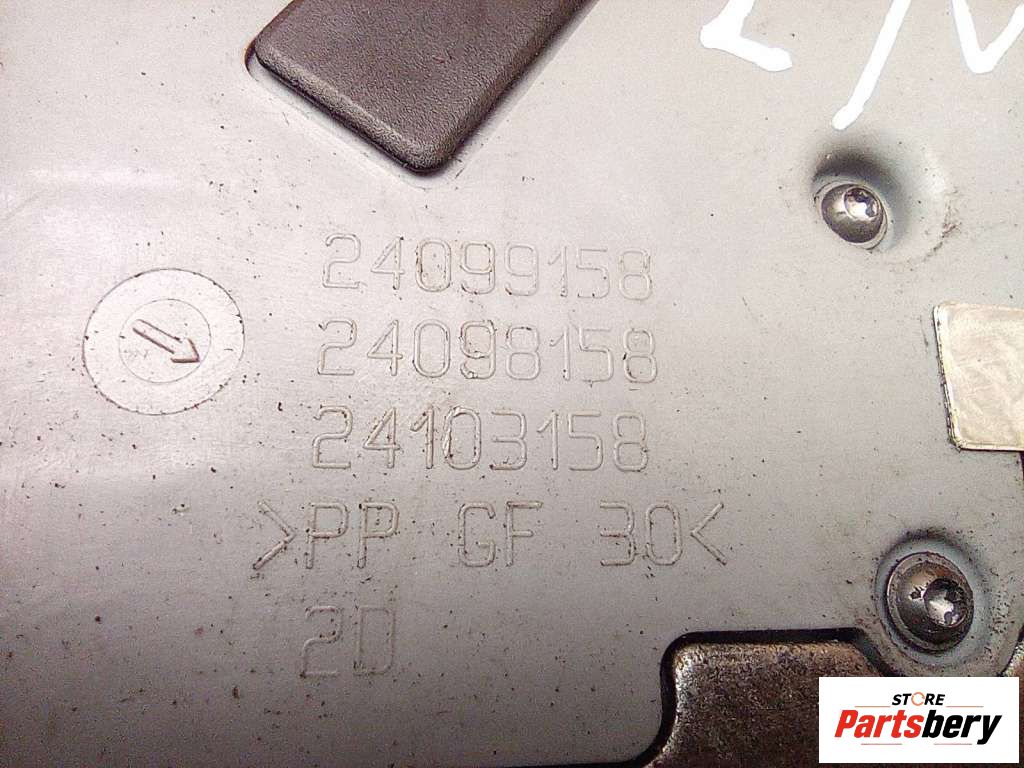 24099158
24098158
24103158
>PP GF 30<
2D
STORE
Partsbery